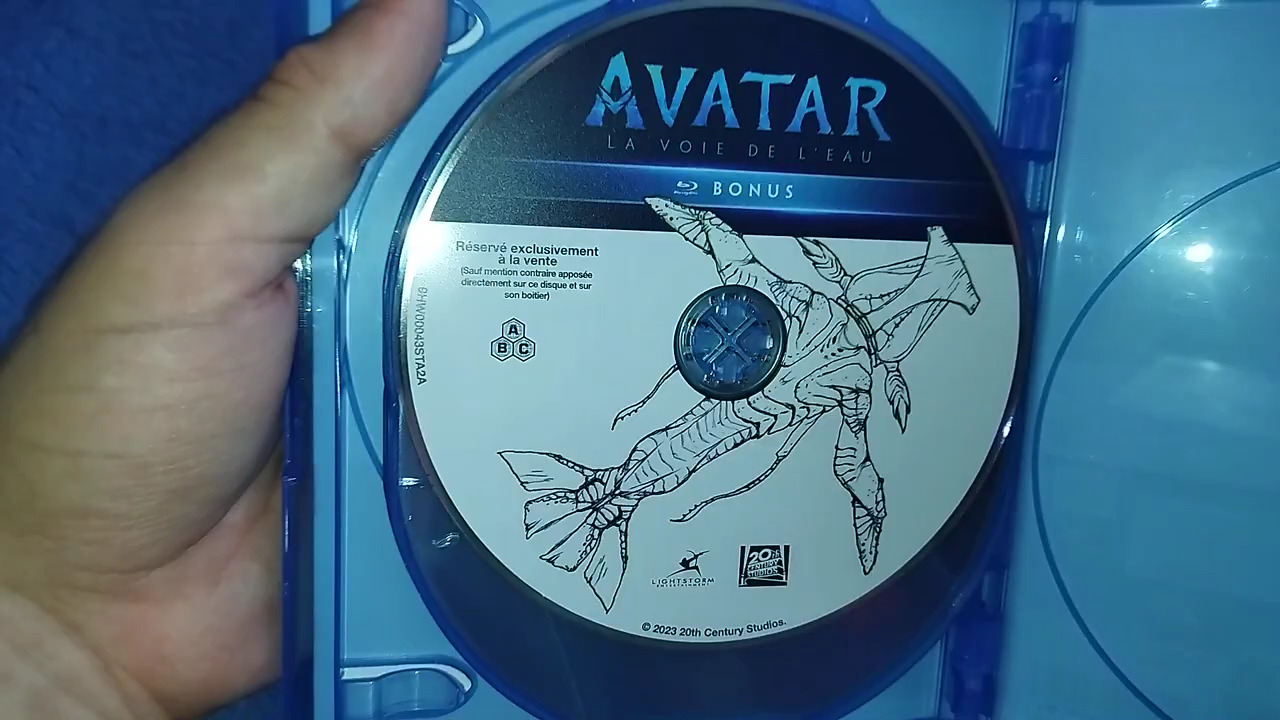 AVATAR
LA VOIE DE L'EAU
BONUS
Réservé exclusivement
à la vente
(Sauf mention contraire apposée
directement sur ce disque et sur
son boitier)
A
B C
LIGHTSTORM
ENTERTAINMENT
20th
CENTURY
STUDIOS
© 2023 20th Century Studios.